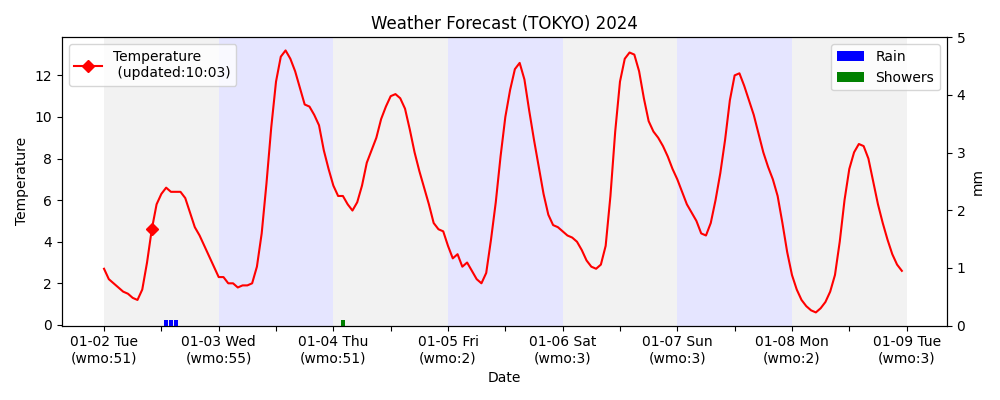 Weather Forecast (TOKYO) 2024
Temperature
(updated:10:03)
Rain
Showers
Temperature
12
10
8
6
4
2
0
5
4
3
2
1
0
mm
01-02 Tue
(wmo:51)
01-03 Wed
(wmo:55)
01-04 Thu
(wmo:51)
01-05 Fri
(wmo:2)
01-06 Sat
(wmo:3)
01-07 Sun
(wmo:3)
01-08 Mon
(wmo:2)
01-09 Tue
(wmo:3)
Date